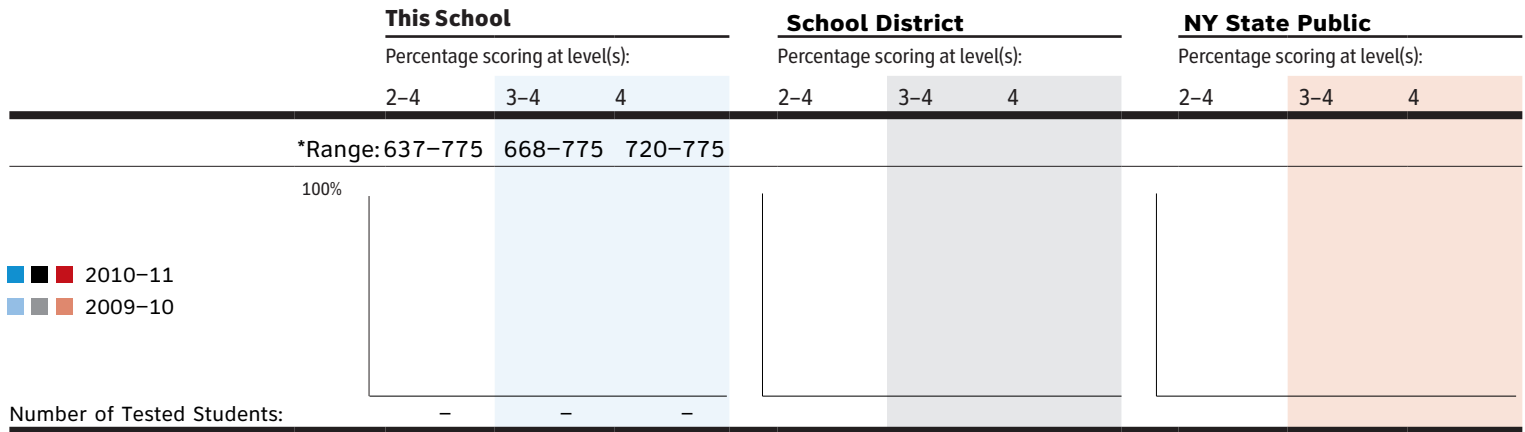 This School School District NY State Public
Percentage scoring at level(s): Percentage scoring at level(s): Percentage scoring at level(s):
2–4 3–4 4 2–4 3–4 4 2–4 3–4 4
*Range: 637–775 668–775 720–775
100%
2010–11
2009–10
Number of Tested Students: – – –